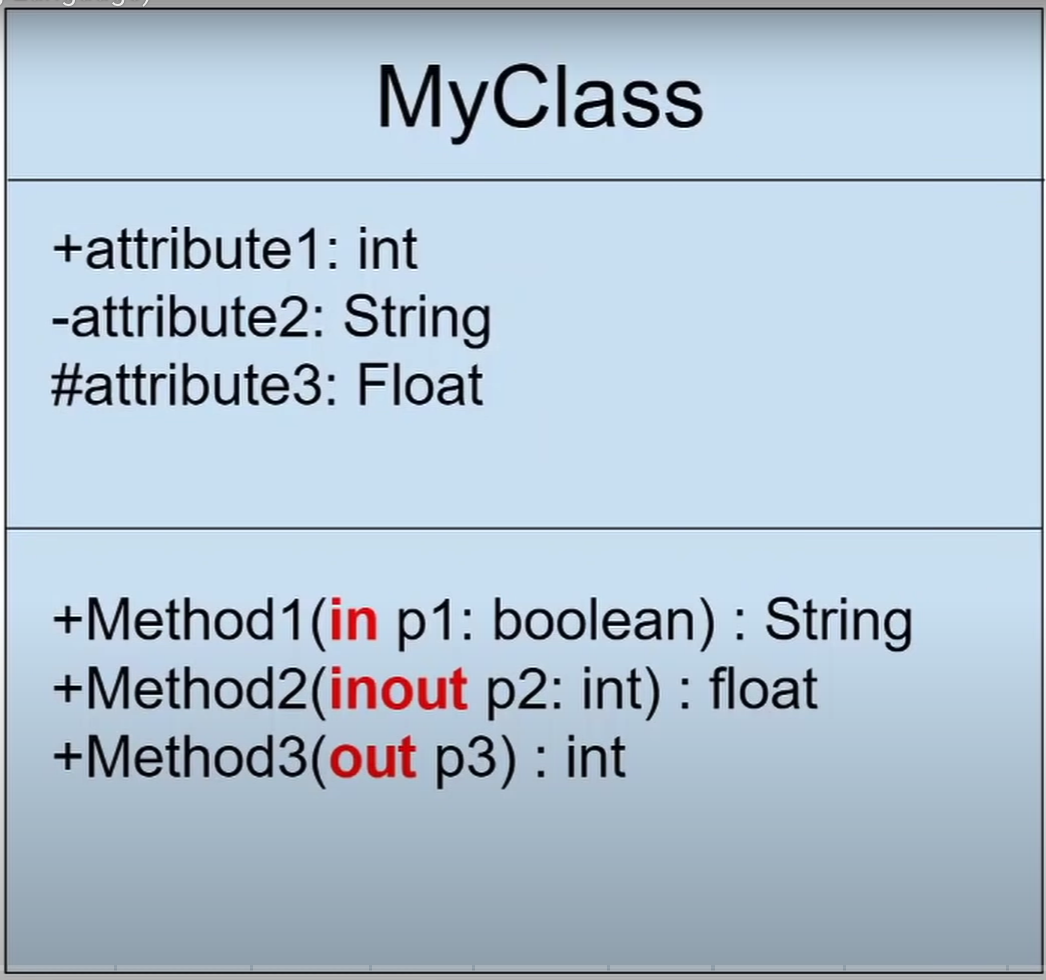 MyClass
+attribute1: int
-attribute2: String
#attribute3: Float
+Method1(in p1: boolean) : String
+Method2(inout p2: int) : float
+Method3(out p3) : int